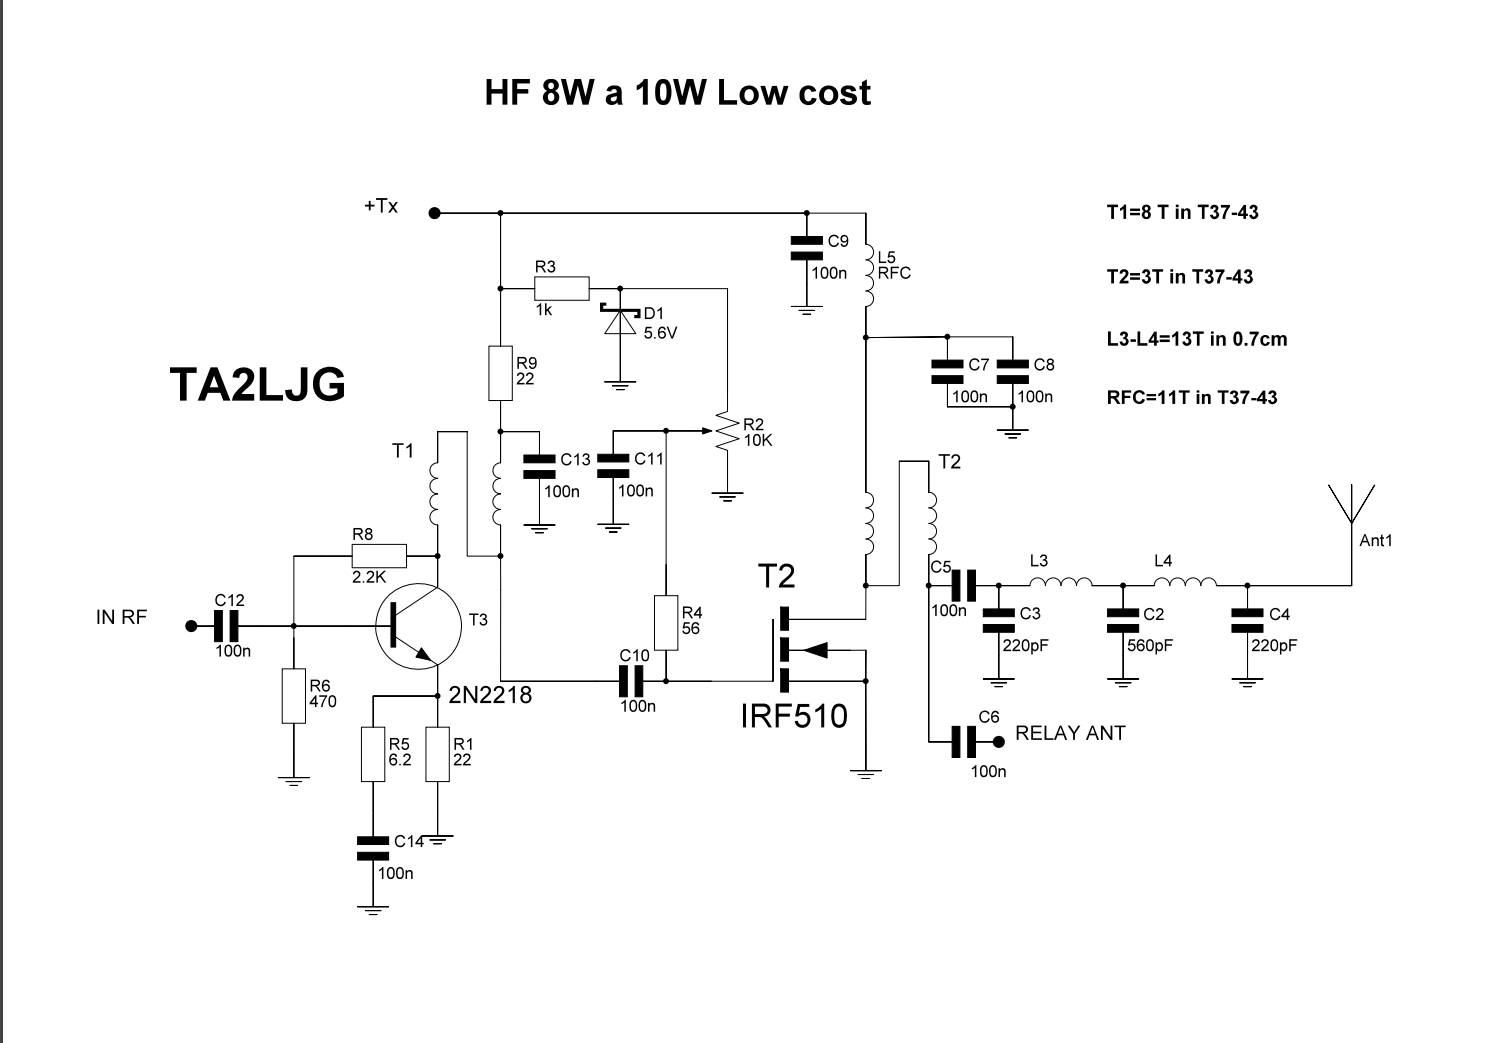 HF 8W a 10W Low cost
+Tx
C9
100n
L5
RFC
T1=8 T in T37-43
T2=3T in T37-43
L3-L4=13T in 0.7cm
RFC=11T in T37-43
R3
1k
D1
5.6V
R9
22
C7
100n
C8
100n
TA2LJG
R2
10K
T1
C13
100n
C11
100n
T2
R8
2.2K
Ant1
IN RF
C12
100n
T3
R4
56
T2
C5
100n
L3
L4
C3
220pF
C2
560pF
C4
220pF
R6
470
2N2218
C10
100n
IRF510
C6
100n
RELAY ANT
R5
6.2
R1
22
C14
100n